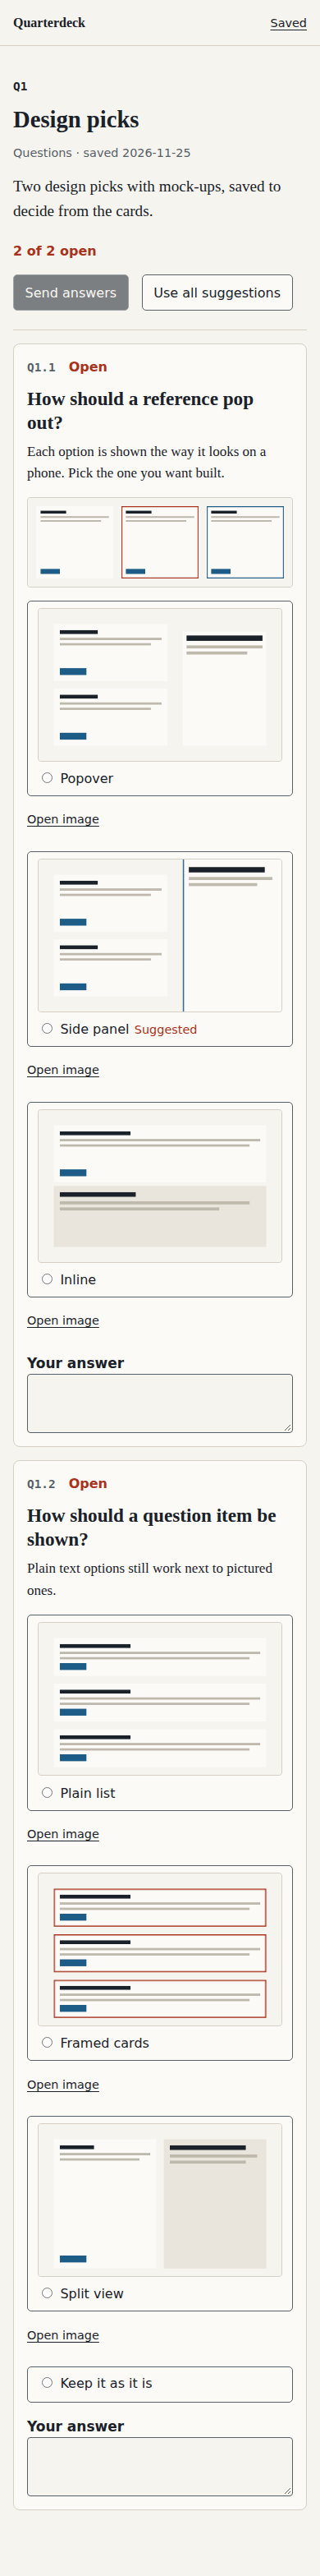 Quarterdeck
Saved
Q1
Design picks
Questions · saved 2026-11-25
Two design picks with mock-ups, saved to
decide from the cards.
2 of 2 open
Send answers
Use all suggestions
Q1.1 Open
How should a reference pop
out?
Each option is shown the way it looks on a
phone. Pick the one you want built.
Popover
Open image
Side panel Suggested
Open image
Inline
Open image
Your answer
Q1.2 Open
How should a question item be
shown?
Plain text options still work next to pictured
ones.
Plain list
Open image
Framed cards
Open image
Split view
Open image
Keep it as it is
Your answer